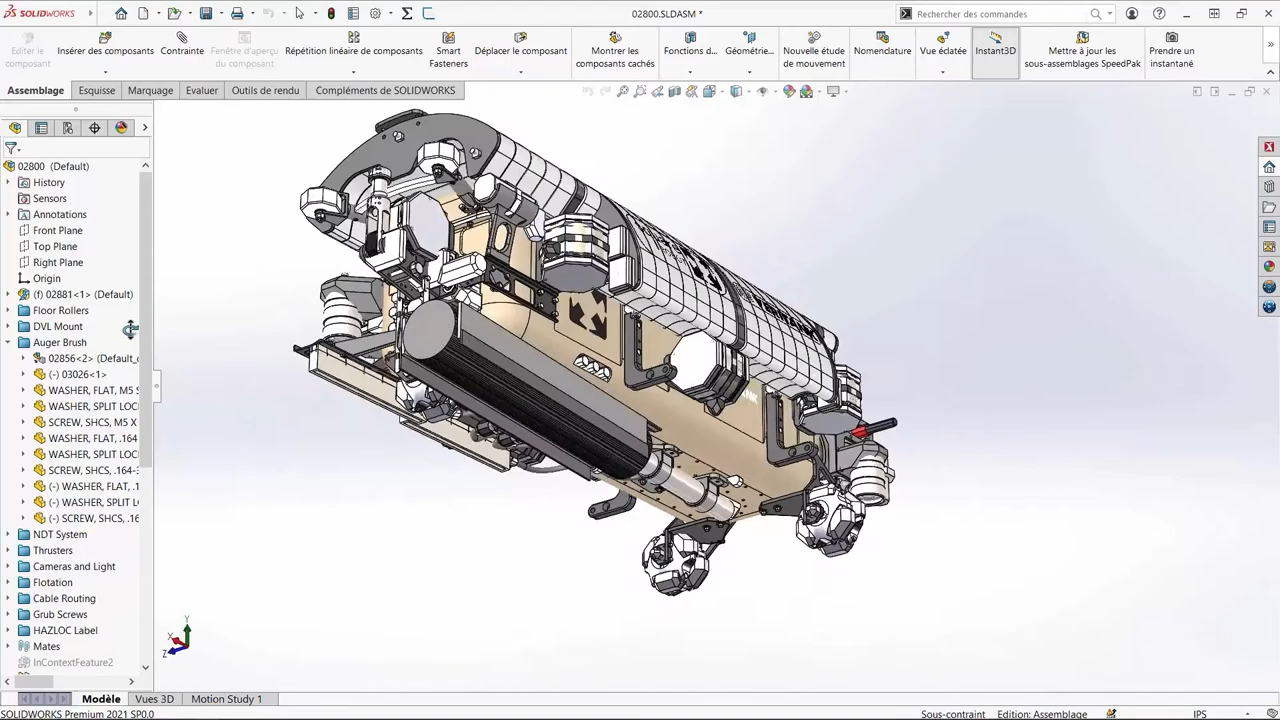 SOLIDWORKS
02800.SLDASM *
Rechercher des commandes
Editer le composant
Insérer des composants
Contrainte
Fenêtre d'aperçu du composant
Répétition linéaire de composants
Smart Fasteners
Déplacer le composant
Montrer les composants cachés
Fonctions d...
Géométrie...
Nouvelle étude de mouvement
Nomenclature
Vue éclatée
Instant3D
Mettre à jour les sous-assemblages SpeedPak
Prendre un instantané
Assemblage
Esquisse
Marquage
Evaluer
Outils de rendu
Compléments de SOLIDWORKS
02800 (Default)
History
Sensors
Annotations
Front Plane
Top Plane
Right Plane
Origin
(f) 02881<1> (Default)
Floor Rollers
DVL Mount
Auger Brush
02856<2> (Default_
(-) 03026<1>
WASHER, FLAT, M5 S
WASHER, SPLIT LOC
SCREW, SHCS, M5 X
WASHER, FLAT, .164
WASHER, SPLIT LOC
SCREW, SHCS, .164-3
(-) WASHER, FLAT, .1
(-) WASHER, SPLIT L
(-) SCREW, SHCS, .16
NDT System
Thrusters
Cameras and Light
Flotation
Cable Routing
Grub Screws
HAZLOC Label
Mates
InContextFeature2
Y
X
Z
Modèle
Vues 3D
Motion Study 1
SOLIDWORKS Premium 2021 SP0.0
Sous-contraint
Edition: Assemblage
IPS